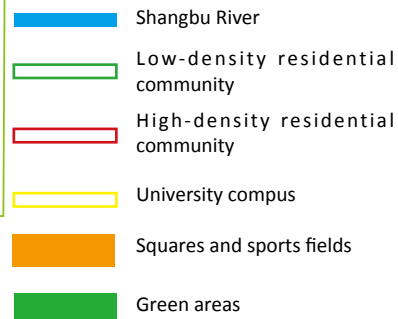 Shangbu River
Low-density residential
community
High-density residential
community
University compus
Squares and sports fields
Green areas